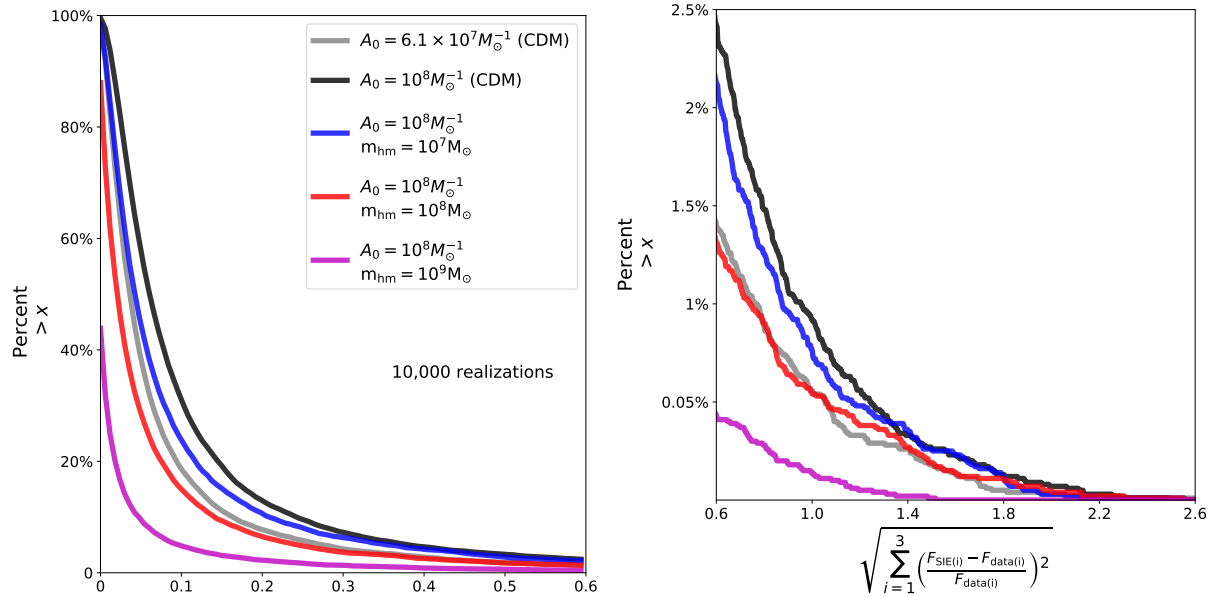 100%
80%
60%
40%
20%
0
Percent
> x
0
0.1
0.2
0.3
0.4
0.5
0.6
A₀ = 6.1 × 10⁷M⊙⁻¹ (CDM)
A₀ = 10⁸M⊙⁻¹ (CDM)
A₀ = 10⁸M⊙⁻¹
m_hm = 10⁷M⊙
A₀ = 10⁸M⊙⁻¹
m_hm = 10⁸M⊙
A₀ = 10⁸M⊙⁻¹
m_hm = 10⁹M⊙
10,000 realizations
2.5%
2%
1.5%
1%
0.05%
Percent
> x
0.6
1.0
1.4
1.8
2.2
2.6
√(∑_{i=1}^{3} ((F_SIE(i) − F_data(i))/F_data(i))²)